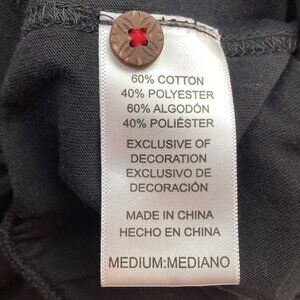 60% COTTON
40% POLYESTER
60% ALGODÓN
40% POLIÉSTER
EXCLUSIVE OF
DECORATION
EXCLUSIVO DE
DECORACIÓN
MADE IN CHINA
HECHO EN CHINA
MEDIUM:MEDIANO